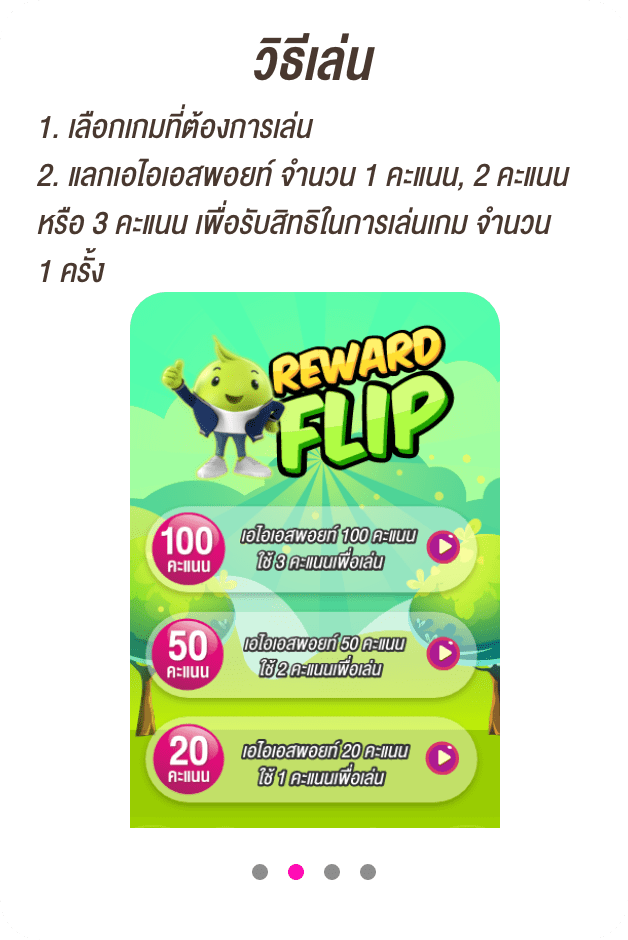 วิธีเล่น
1. เลือกเกมที่ต้องการเล่น
2. แลกเอไอเอสพอยท์ จำนวน 1 คะแนน, 2 คะแนน
หรือ 3 คะแนน เพื่อรับสิทธิในการเล่นเกม จำนวน
1 ครั้ง
REWARD
FLIP
100
คะแนน
เอไอเอสพอยท์ 100 คะแนน
ใช้ 3 คะแนนเพื่อเล่น
50
คะแนน
เอไอเอสพอยท์ 50 คะแนน
ใช้ 2 คะแนนเพื่อเล่น
20
คะแนน
เอไอเอสพอยท์ 20 คะแนน
ใช้ 1 คะแนนเพื่อเล่น